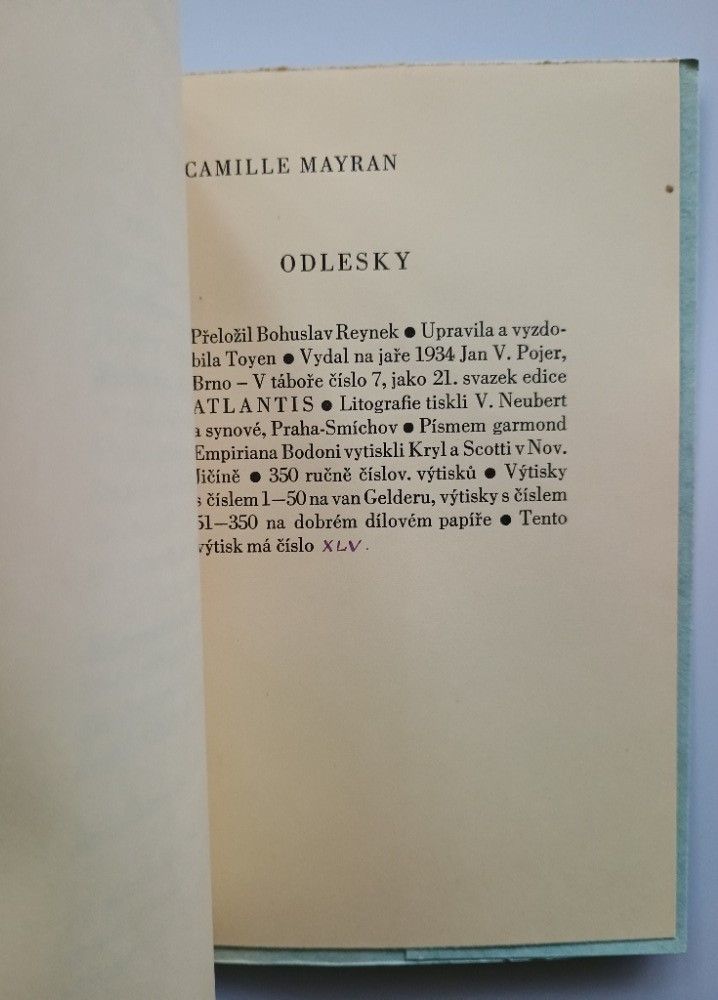 CAMILLE MAYRAN
ODLESKY
Přeložil Bohuslav Reynek ● Upravila a vyzdo-
bila Toyen ● Vydal na jaře 1934 Jan V. Pojer,
Brno – V táboře číslo 7, jako 21. svazek edice
ATLANTIS ● Litografie tiskli V. Neubert
a synové, Praha-Smíchov ● Písmem garmond
Empiriana Bodoni vytiskli Kryl a Scotti v Nov.
Jičíně ● 350 ručně číslov. výtisků ● Výtisky
s číslem 1—50 na van Gelderu, výtisky s číslem
51—350 na dobrém dílovém papíře ● Tento
výtisk má číslo XLV.